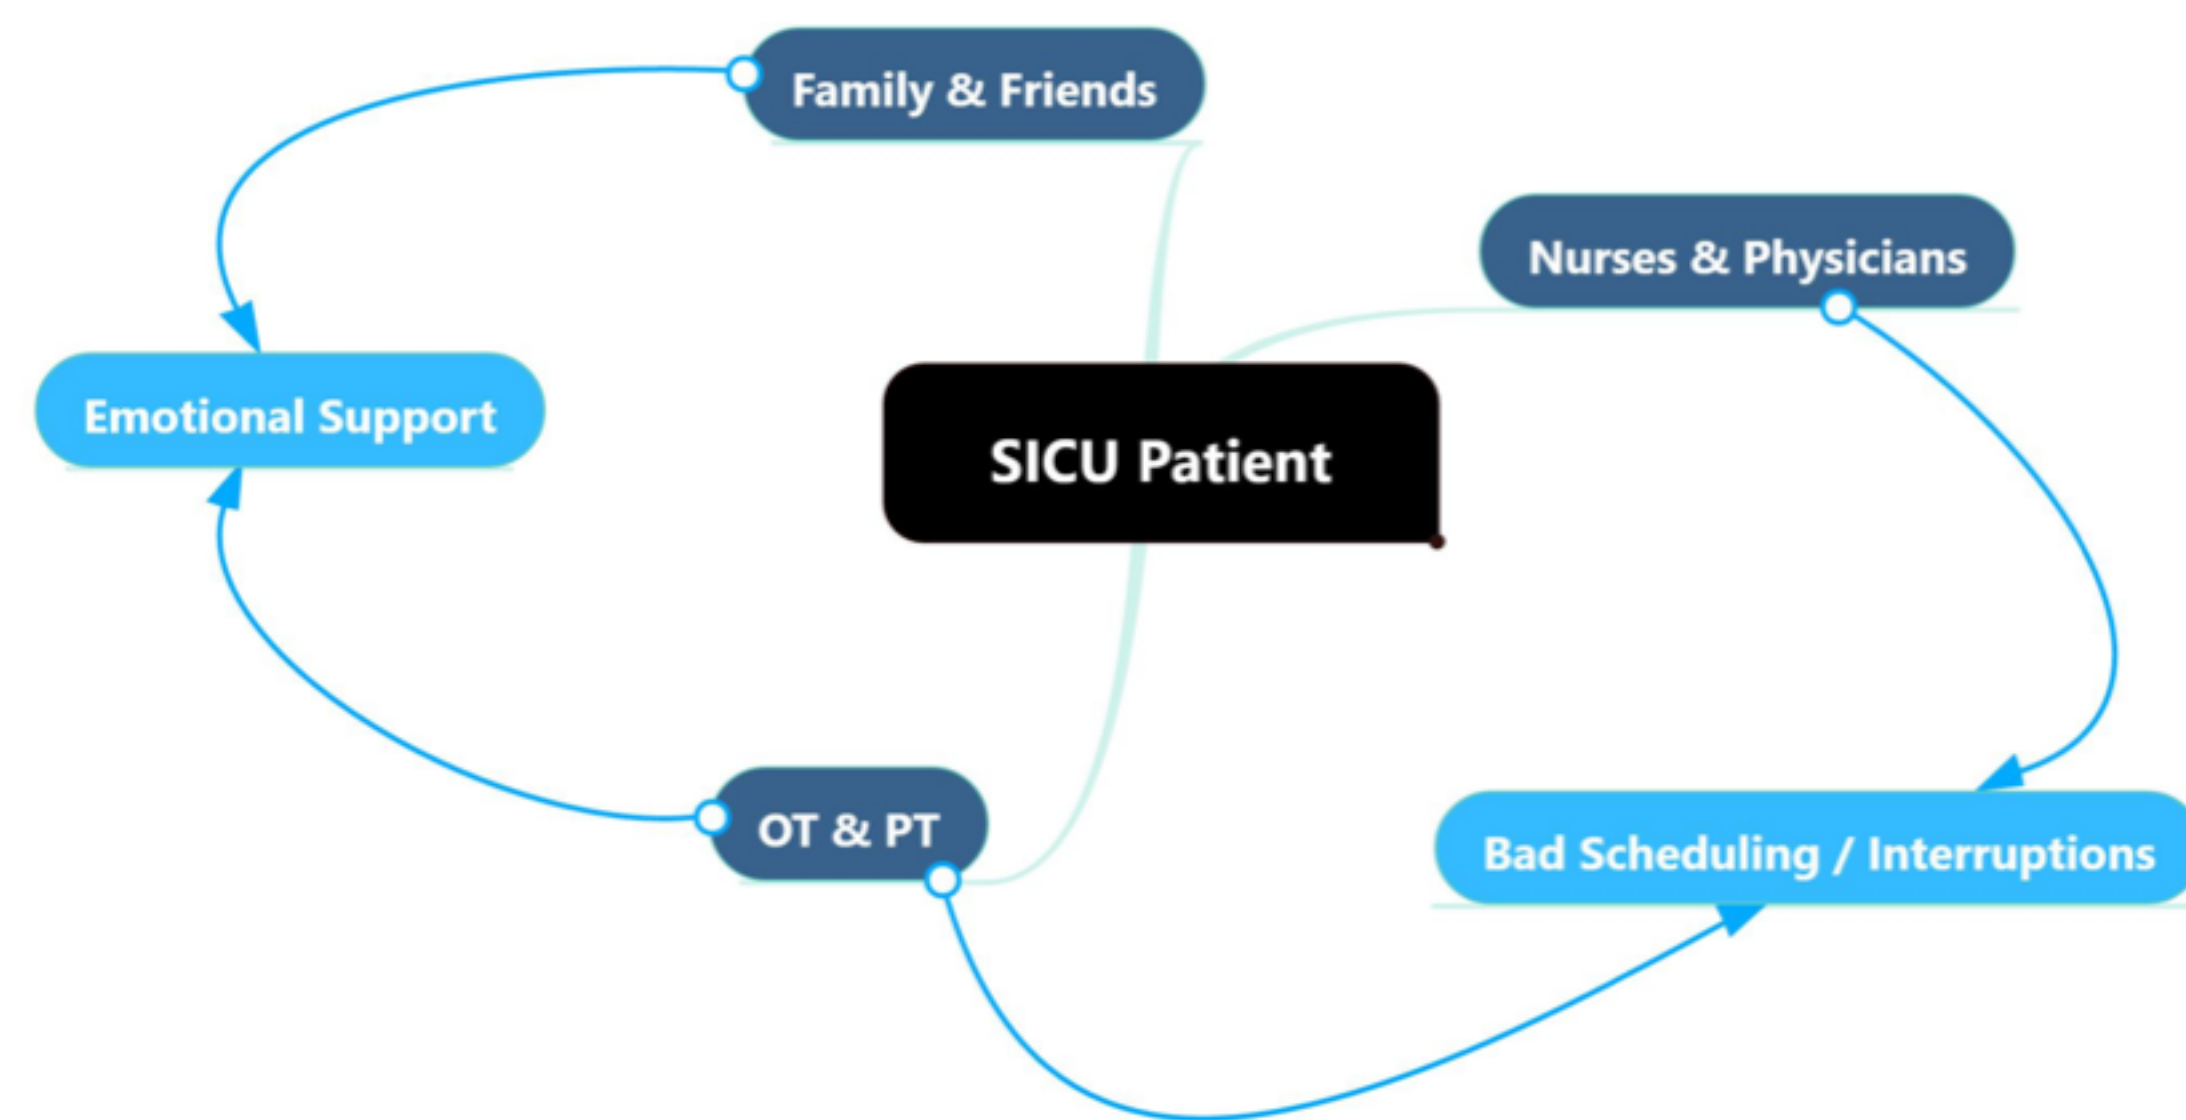 Family & Friends
Nurses & Physicians
Emotional Support
SICU Patient
OT & PT
Bad Scheduling / Interruptions